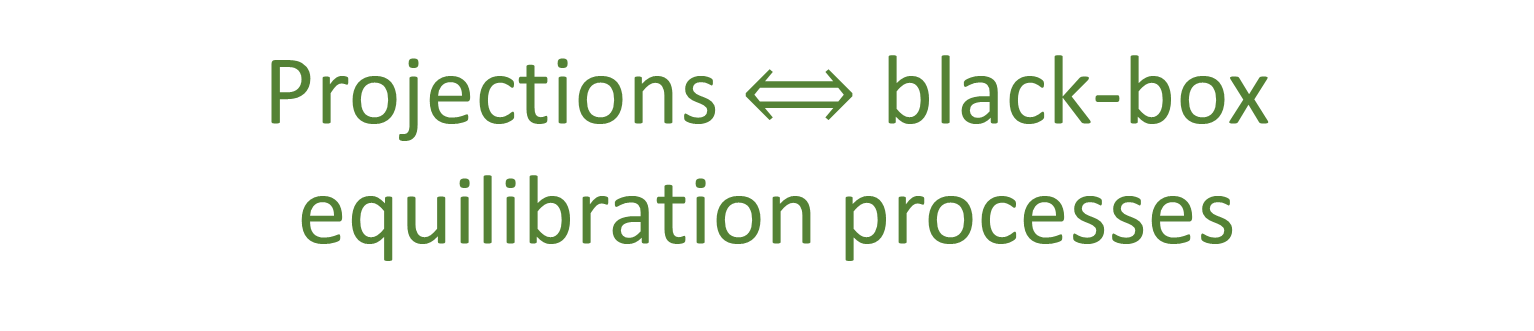 Projections ⟺ black-box
equilibration processes